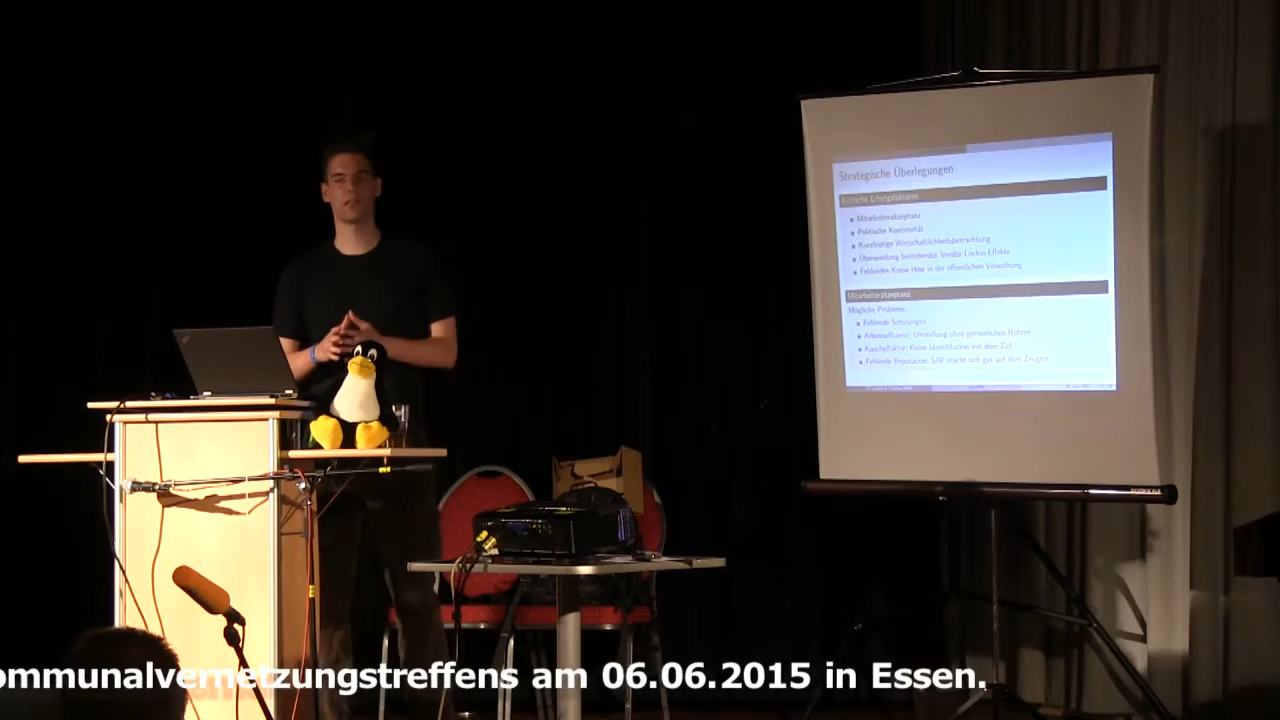 Strategische Überlegungen
Kritische Erfolgsfaktoren
Mitarbeiterakzeptanz
Politische Kontinuität
Kurzfristige Wirtschaftlichkeitsbetrachtung
Überwindung bestehender Vendor Lockin Effekte
Fehlendes Know How in der öffentlichen Verwaltung
Mitarbeiterakzeptanz
Mögliche Probleme:
Fehlende Schulungen
Arbeitseffizienz: Umstellung ohne persönlichen Nutzen
Kuschelfaktor: Keine Identifikation mit dem Ziel
Fehlende Reputation: SAP macht sich gut auf dem Zeugnis
ommunalvernetzungstreffens am 06.06.2015 in Essen.